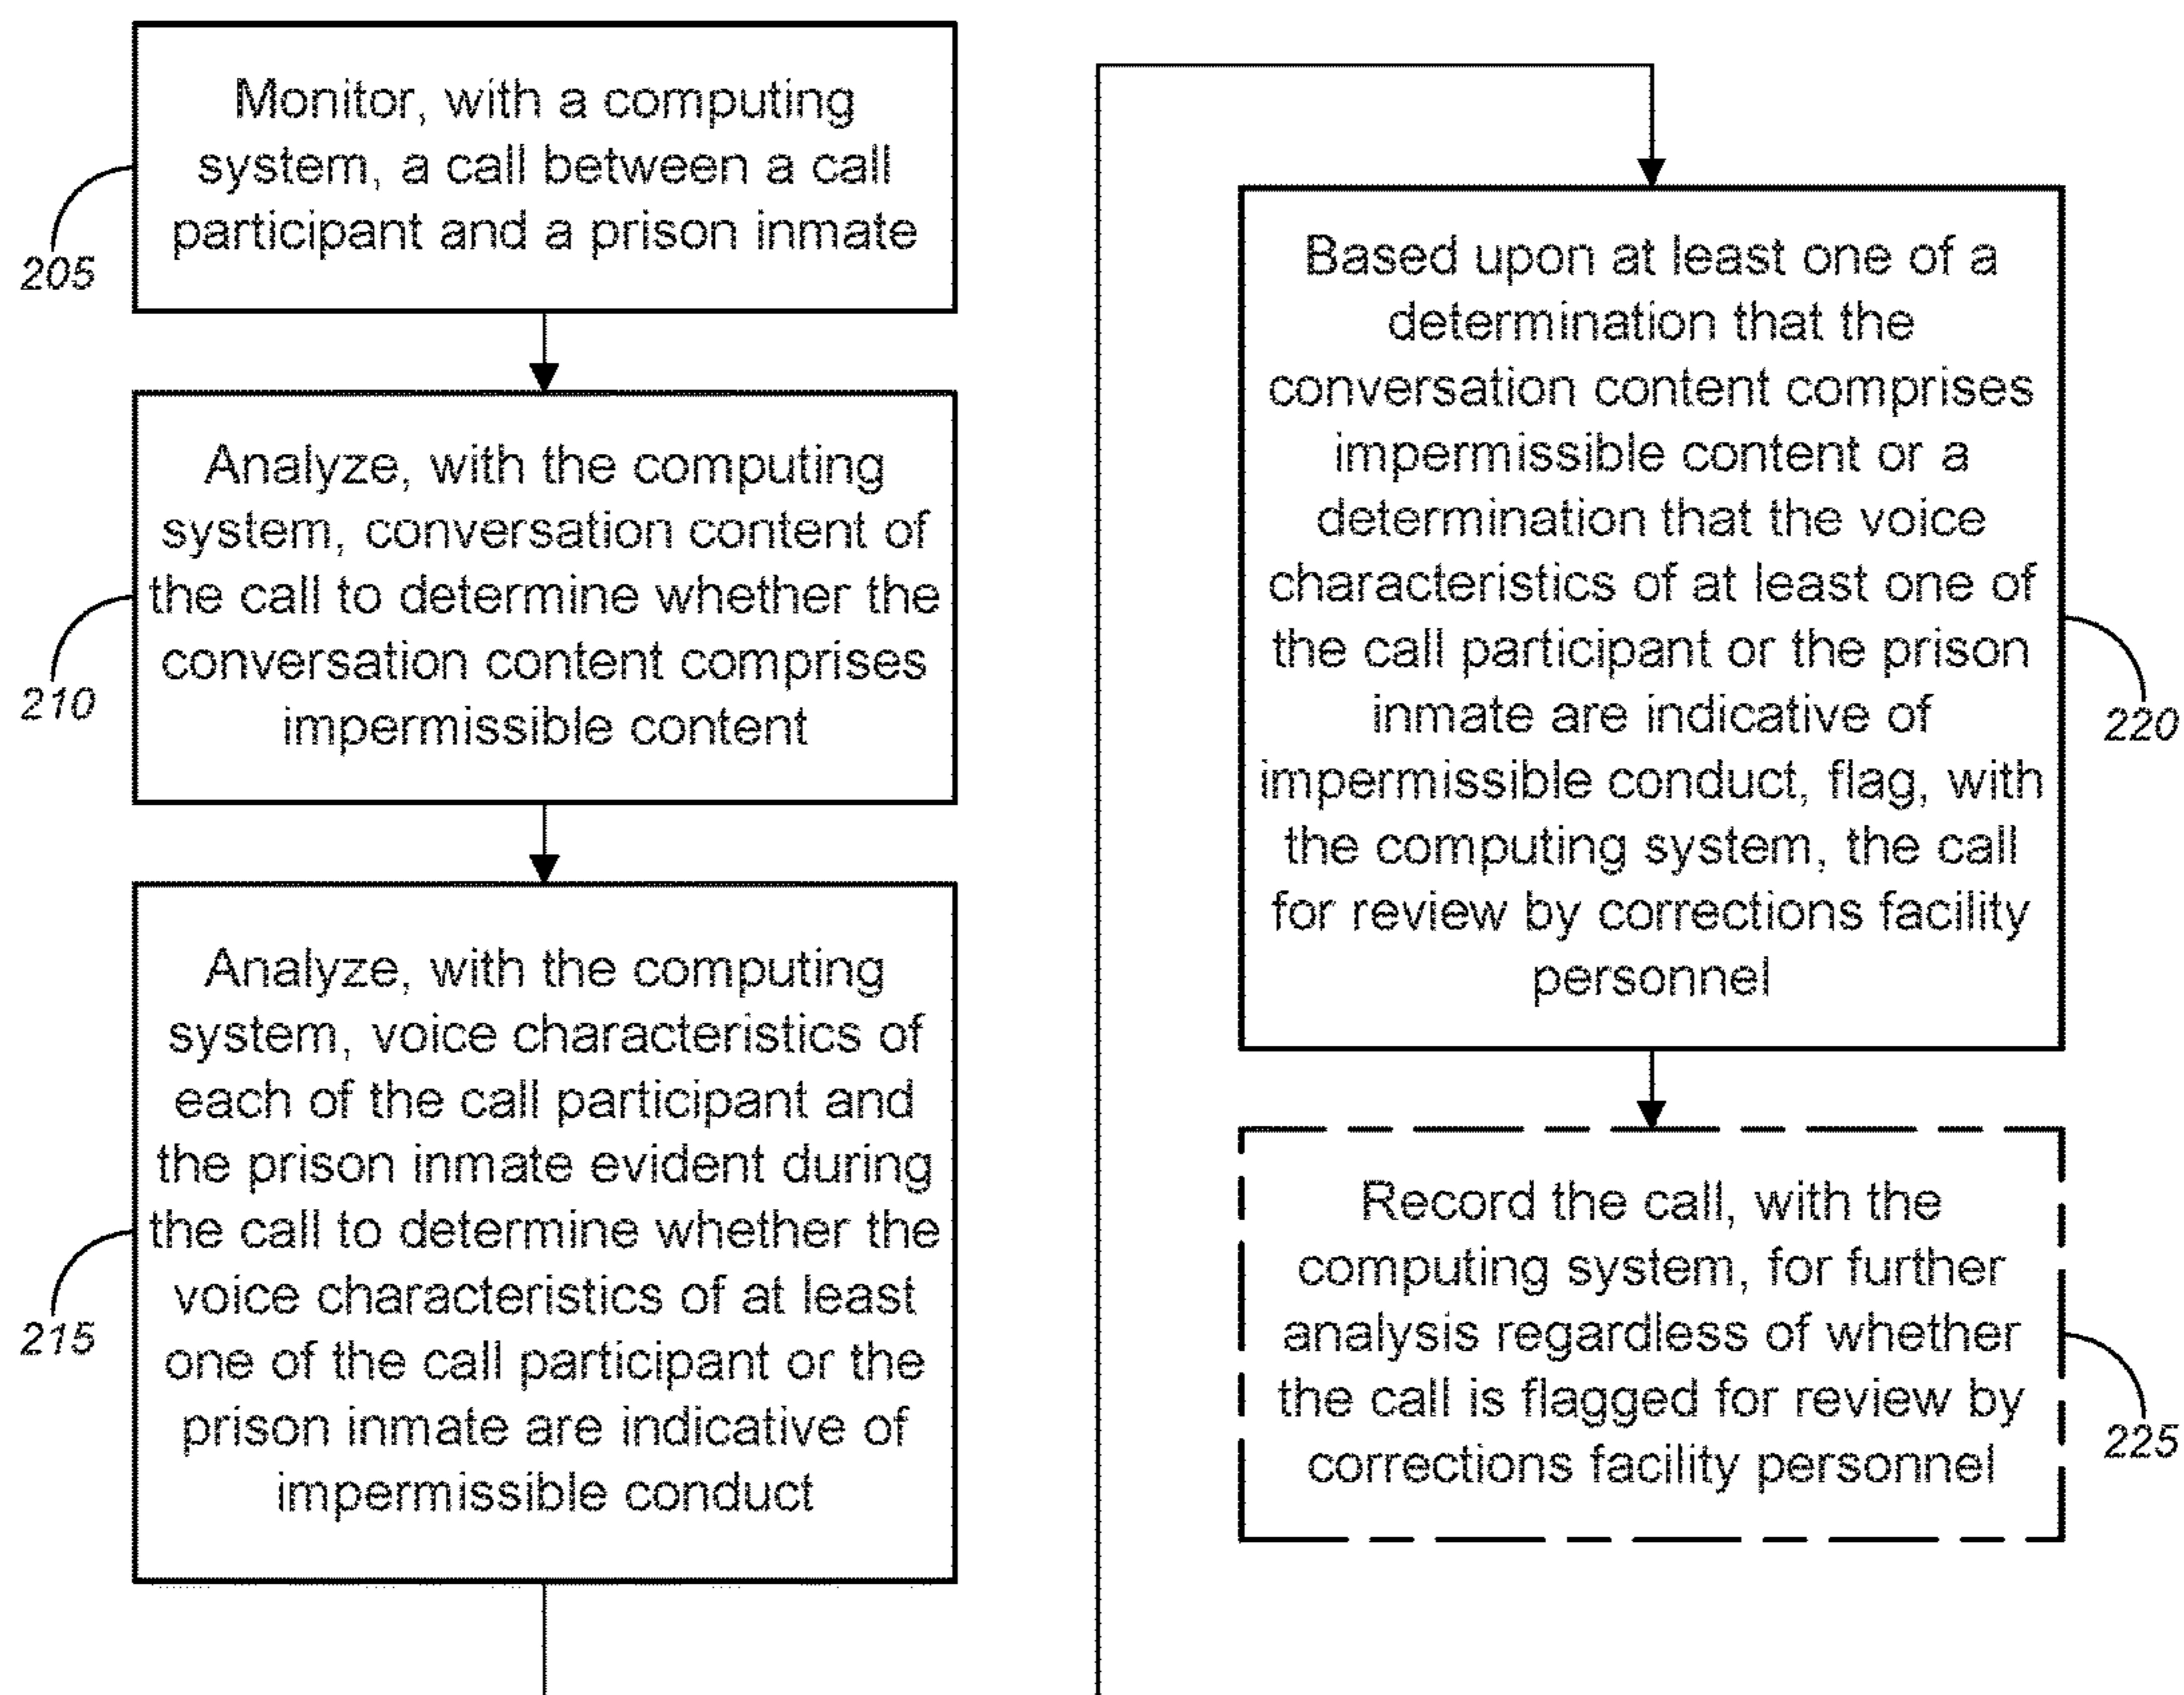 Monitor, with a computing
system, a call between a call
participant and a prison inmate
205
Analyze, with the computing
system, conversation content of
the call to determine whether the
conversation content comprises
impermissible content
210
Analyze, with the computing
system, voice characteristics of
each of the call participant and
the prison inmate evident during
the call to determine whether the
voice characteristics of at least
one of the call participant or the
prison inmate are indicative of
impermissible conduct
215
Based upon at least one of a
determination that the
conversation content comprises
impermissible content or a
determination that the voice
characteristics of at least one of
the call participant or the prison
inmate are indicative of
impermissible conduct, flag, with
the computing system, the call
for review by corrections facility
personnel
220
Record the call, with the
computing system, for further
analysis regardless of whether
the call is flagged for review by
corrections facility personnel
225